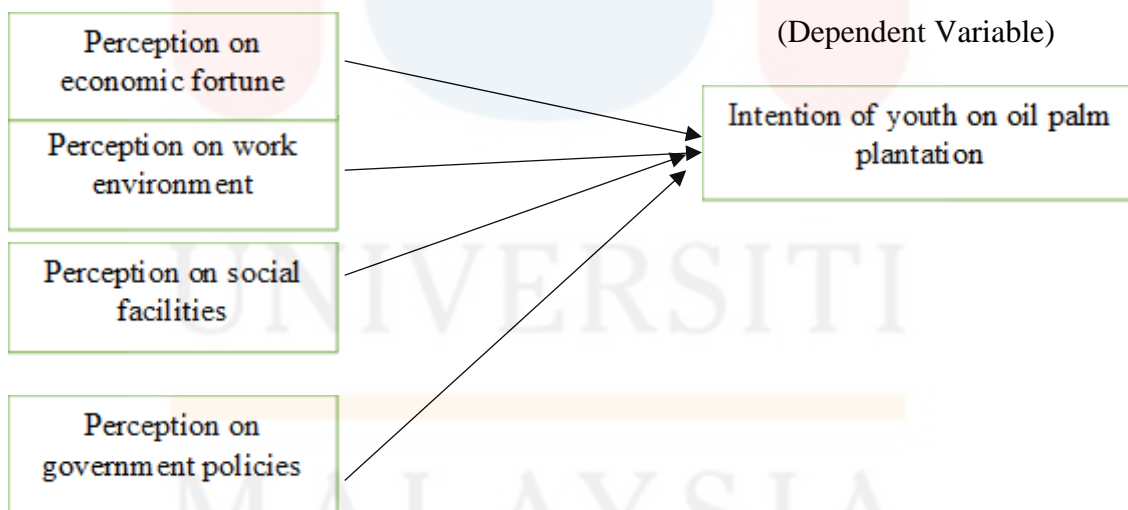 Perception on
economic fortune
Perception on work
environment
Perception on social
facilities
Perception on
government policies
(Dependent Variable)
Intention of youth on oil palm
plantation
UNIVERSITI
MALAYSIA